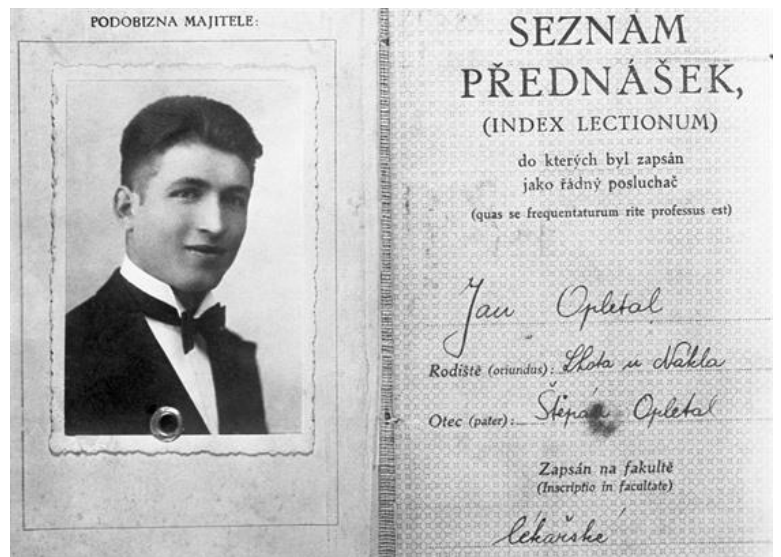 PODOBIZNA MAJITELE:
SEZNAM
PŘEDNÁŠEK,
(INDEX LECTIONUM)
do kterých byl zapsán
jako řádný posluchač
(quas se frequentaturum rite professus est)
Jan Opletal
Rodiště (oriundus): Lhota u Nákla
Otec (pater): Štěpán Opletal
Zapsán na fakultě
(Inscriptio in facultate)
lékařské